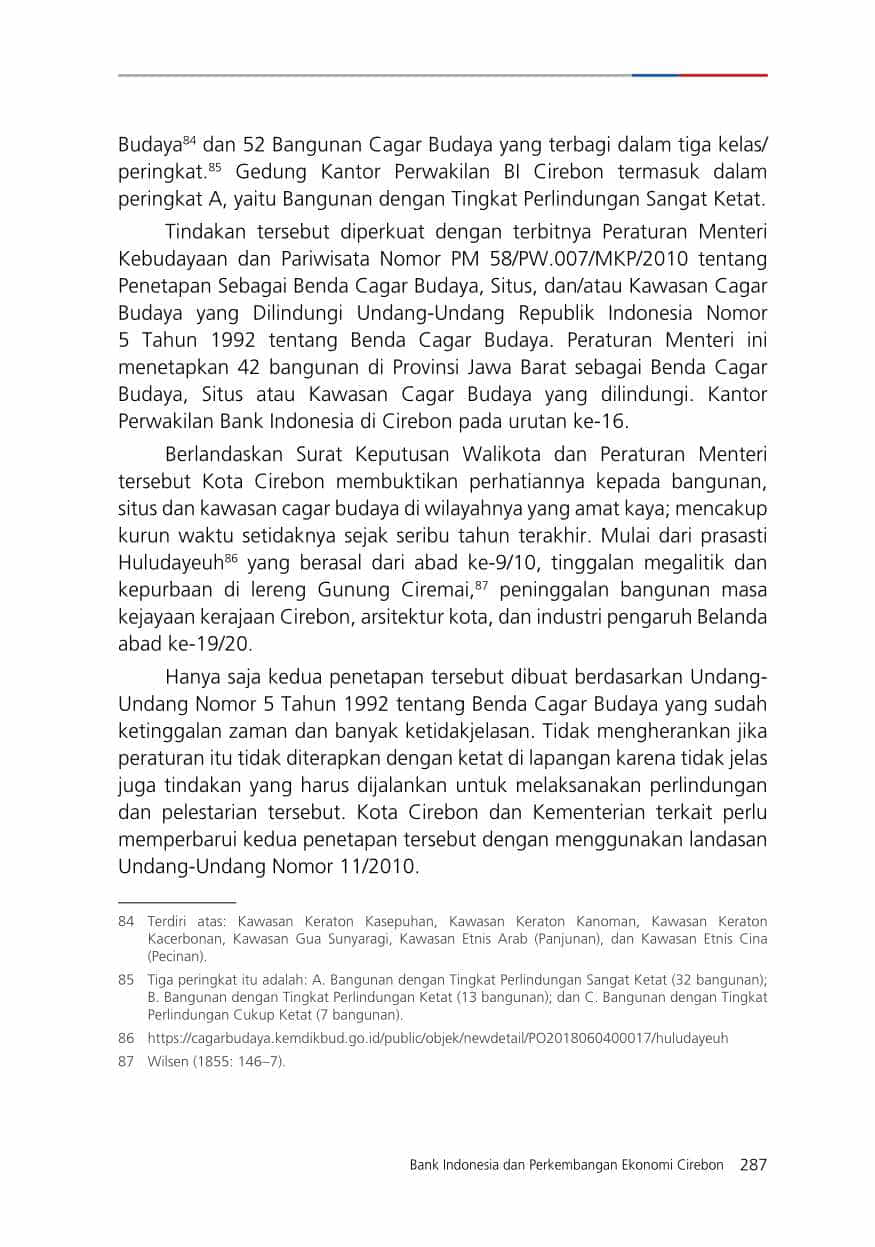 Budaya84 dan 52 Bangunan Cagar Budaya yang terbagi dalam tiga kelas/
peringkat.85 Gedung Kantor Perwakilan BI Cirebon termasuk dalam
peringkat A, yaitu Bangunan dengan Tingkat Perlindungan Sangat Ketat.
Tindakan tersebut diperkuat dengan terbitnya Peraturan Menteri
Kebudayaan dan Pariwisata Nomor PM 58/PW.007/MKP/2010 tentang
Penetapan Sebagai Benda Cagar Budaya, Situs, dan/atau Kawasan Cagar
Budaya yang Dilindungi Undang-Undang Republik Indonesia Nomor
5 Tahun 1992 tentang Benda Cagar Budaya. Peraturan Menteri ini
menetapkan 42 bangunan di Provinsi Jawa Barat sebagai Benda Cagar
Budaya, Situs atau Kawasan Cagar Budaya yang dilindungi. Kantor
Perwakilan Bank Indonesia di Cirebon pada urutan ke-16.
Berlandaskan Surat Keputusan Walikota dan Peraturan Menteri
tersebut Kota Cirebon membuktikan perhatiannya kepada bangunan,
situs dan kawasan cagar budaya di wilayahnya yang amat kaya; mencakup
kurun waktu setidaknya sejak seribu tahun terakhir. Mulai dari prasasti
Huludayeuh86 yang berasal dari abad ke-9/10, tinggalan megalitik dan
kepurbaan di lereng Gunung Ciremai,87 peninggalan bangunan masa
kejayaan kerajaan Cirebon, arsitektur kota, dan industri pengaruh Belanda
abad ke-19/20.
Hanya saja kedua penetapan tersebut dibuat berdasarkan Undang-
Undang Nomor 5 Tahun 1992 tentang Benda Cagar Budaya yang sudah
ketinggalan zaman dan banyak ketidakjelasan. Tidak mengherankan jika
peraturan itu tidak diterapkan dengan ketat di lapangan karena tidak jelas
juga tindakan yang harus dijalankan untuk melaksanakan perlindungan
dan pelestarian tersebut. Kota Cirebon dan Kementerian terkait perlu
memperbarui kedua penetapan tersebut dengan menggunakan landasan
Undang-Undang Nomor 11/2010.
84 Terdiri atas: Kawasan Keraton Kasepuhan, Kawasan Keraton Kanoman, Kawasan Keraton
Kacerbonan, Kawasan Gua Sunyaragi, Kawasan Etnis Arab (Panjunan), dan Kawasan Etnis Cina
(Pecinan).
85 Tiga peringkat itu adalah: A. Bangunan dengan Tingkat Perlindungan Sangat Ketat (32 bangunan);
B. Bangunan dengan Tingkat Perlindungan Ketat (13 bangunan); dan C. Bangunan dengan Tingkat
Perlindungan Cukup Ketat (7 bangunan).
86 https://cagarbudaya.kemdikbud.go.id/public/objek/newdetail/PO2018060400017/huludayeuh
87 Wilsen (1855: 146–7).
Bank Indonesia dan Perkembangan Ekonomi Cirebon 287